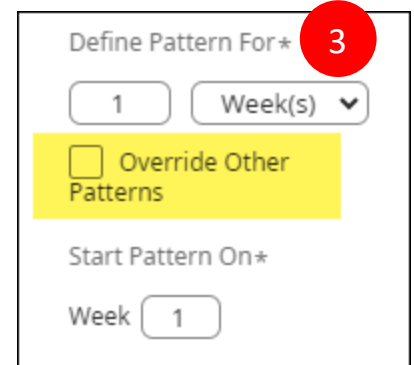 Define Pattern For*
3
1 Week(s)
Override Other
Patterns
Start Pattern On*
Week 1